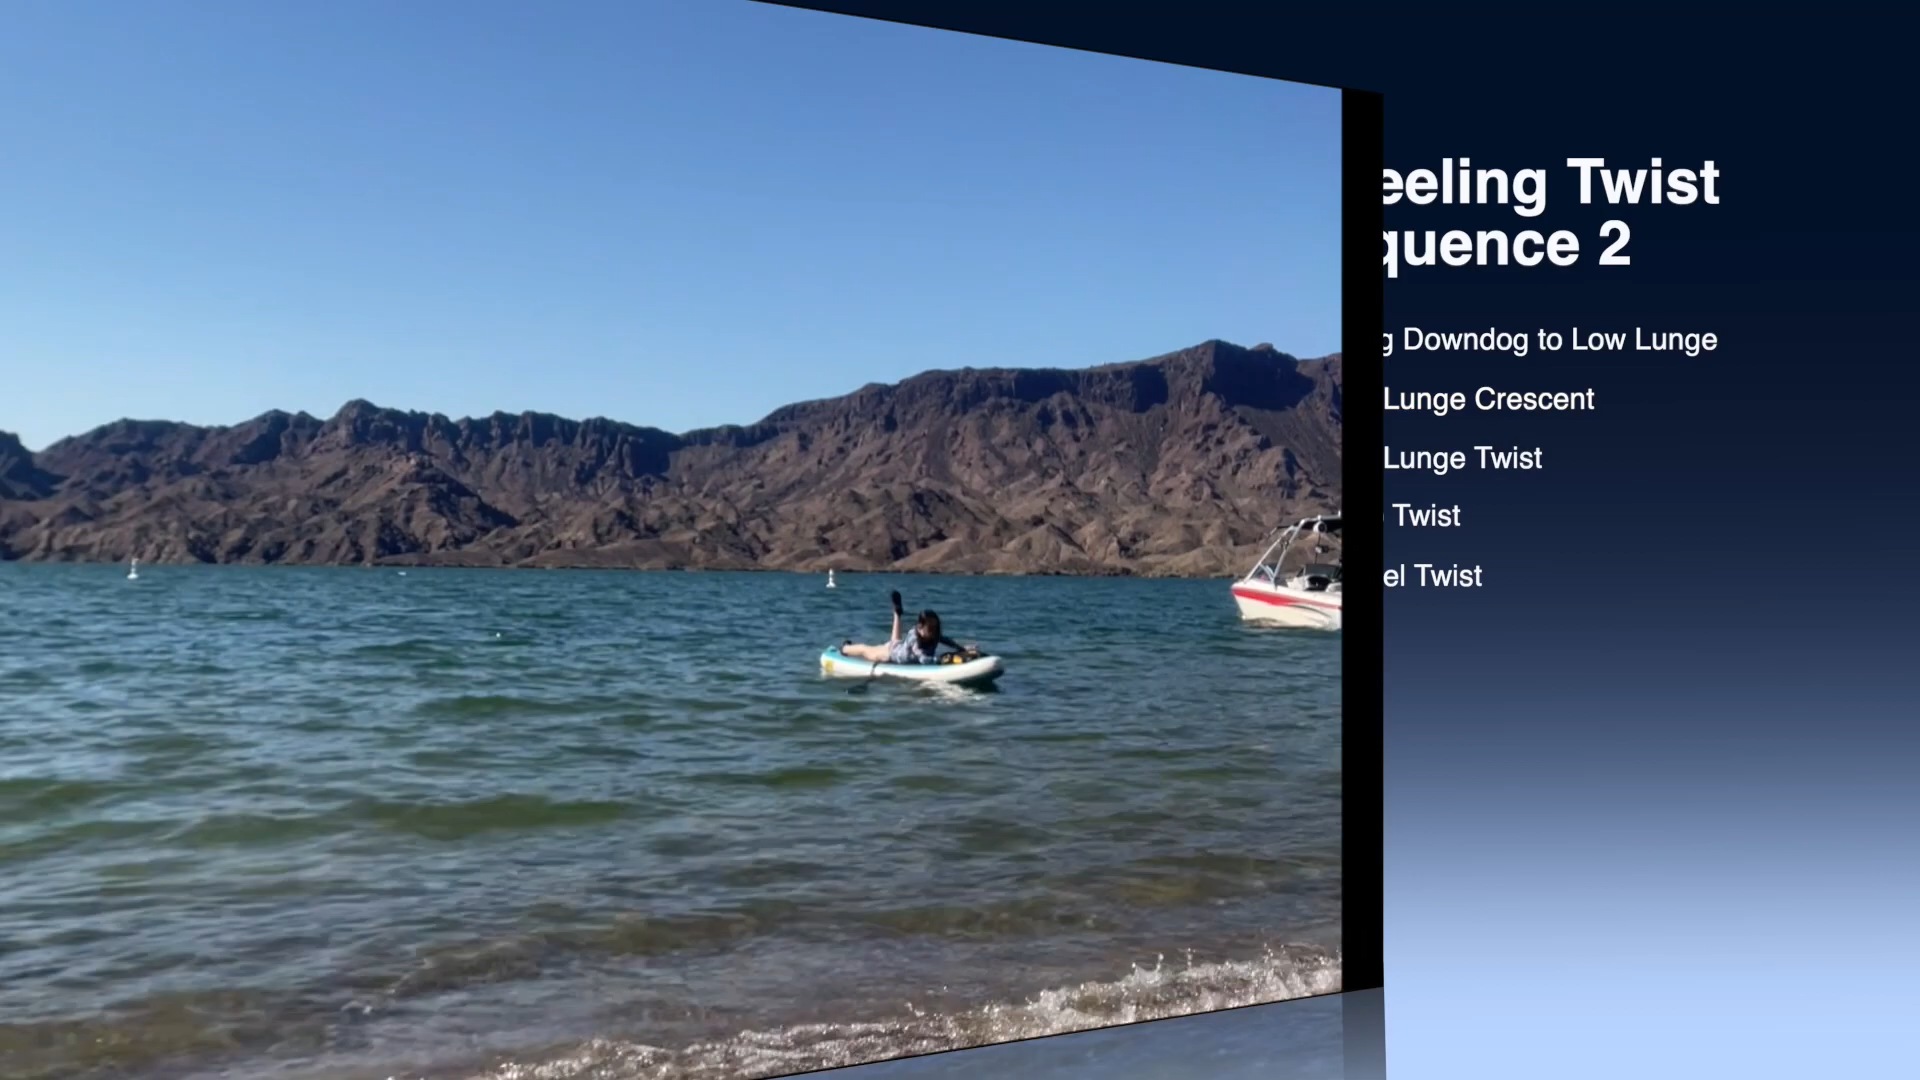 eeling Twist
quence 2
g Downdog to Low Lunge
Lunge Crescent
Lunge Twist
Twist
el Twist